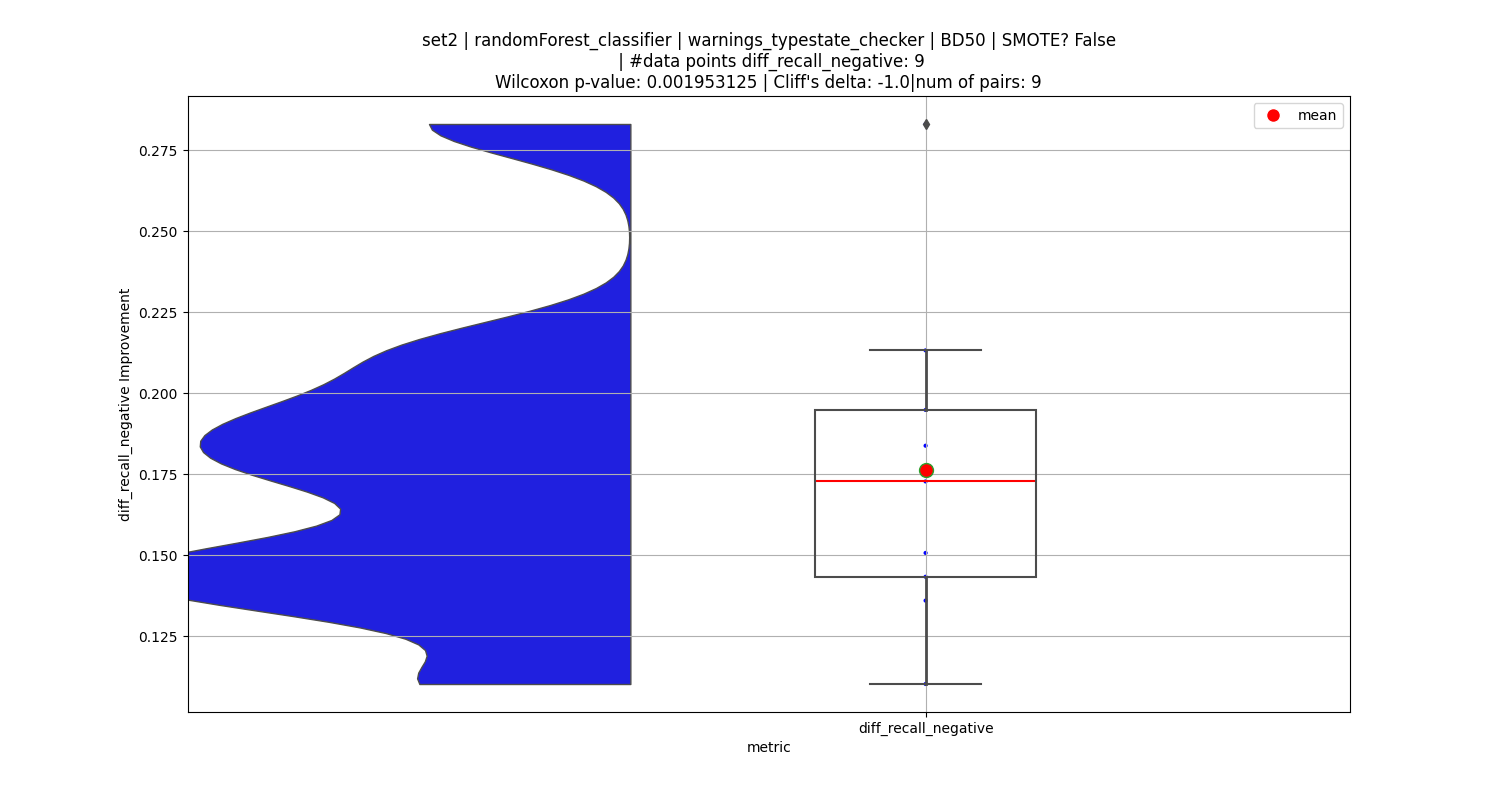 set2 | randomForest_classifier | warnings_typestate_checker | BD50 | SMOTE? False
| #data points diff_recall_negative: 9
Wilcoxon p-value: 0.001953125 | Cliff's delta: -1.0|num of pairs: 9
mean
0.275
0.250
0.225
0.200
0.175
0.150
0.125
diff_recall_negative Improvement
diff_recall_negative
metric